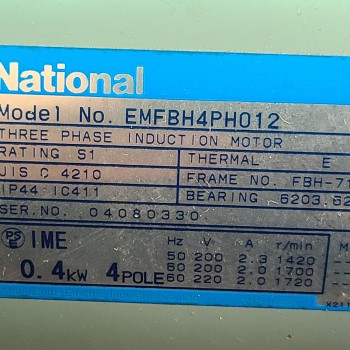 National
Model No. EMFBH4PH012
THREE PHASE INDUCTION MOTOR
RATING S1 THERMAL E
JIS C 4210 FRAME NO. FBH-71
IP44 IC411 BEARING 6203.62
SER.NO. 04080330
PS E IME Hz V A r/min
50 200 2.3 1420
60 200 2.0 1700
0.4kW 4POLE 60 220 2.0 1720